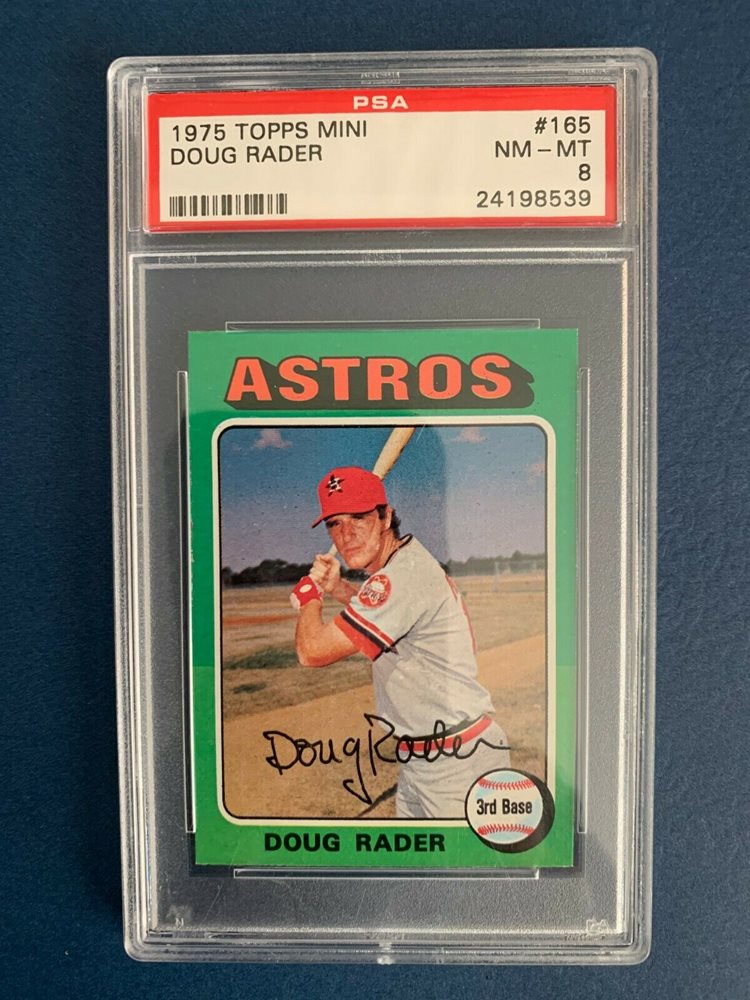 PSA
1975 TOPPS MINI #165
DOUG RADER NM - MT
8
24198539
ASTROS
Doug Rader
3rd Base
DOUG RADER